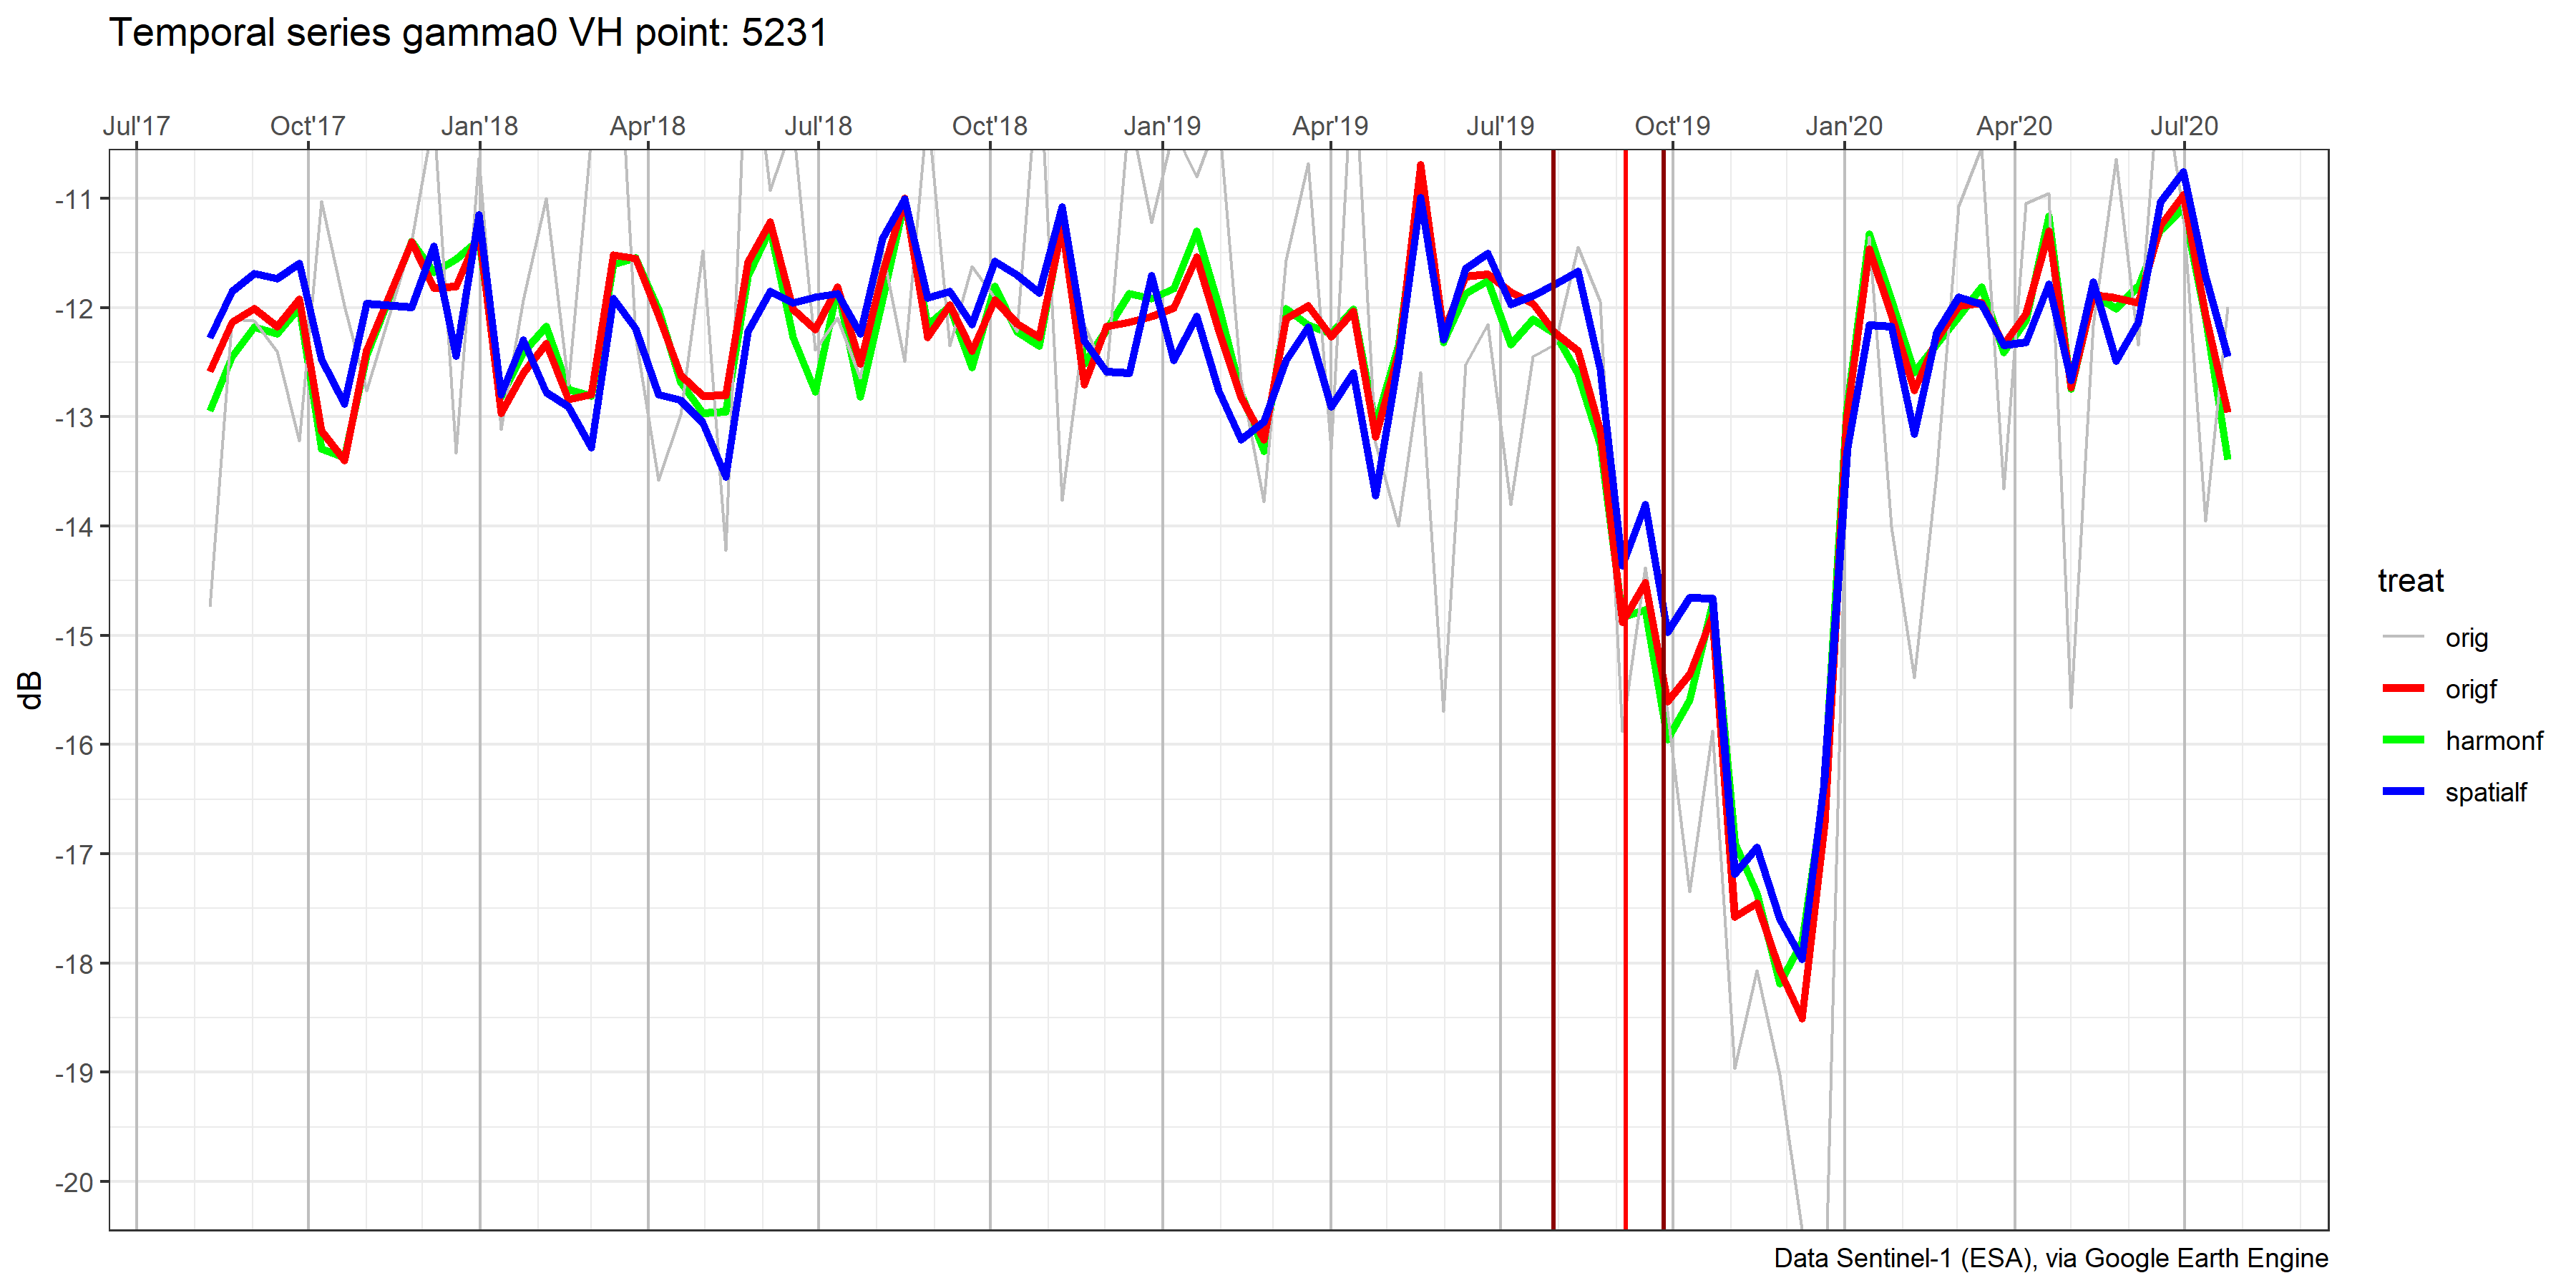 Temporal series gamma0 VH point: 5231
Jul'17 Oct'17 Jan'18 Apr'18 Jul'18 Oct'18 Jan'19 Apr'19 Jul'19 Oct'19 Jan'20 Apr'20 Jul'20
-11
-12
-13
-14
-15
-16
-17
-18
-19
-20
dB
treat
orig
origf
harmonf
spatialf
Data Sentinel-1 (ESA), via Google Earth Engine